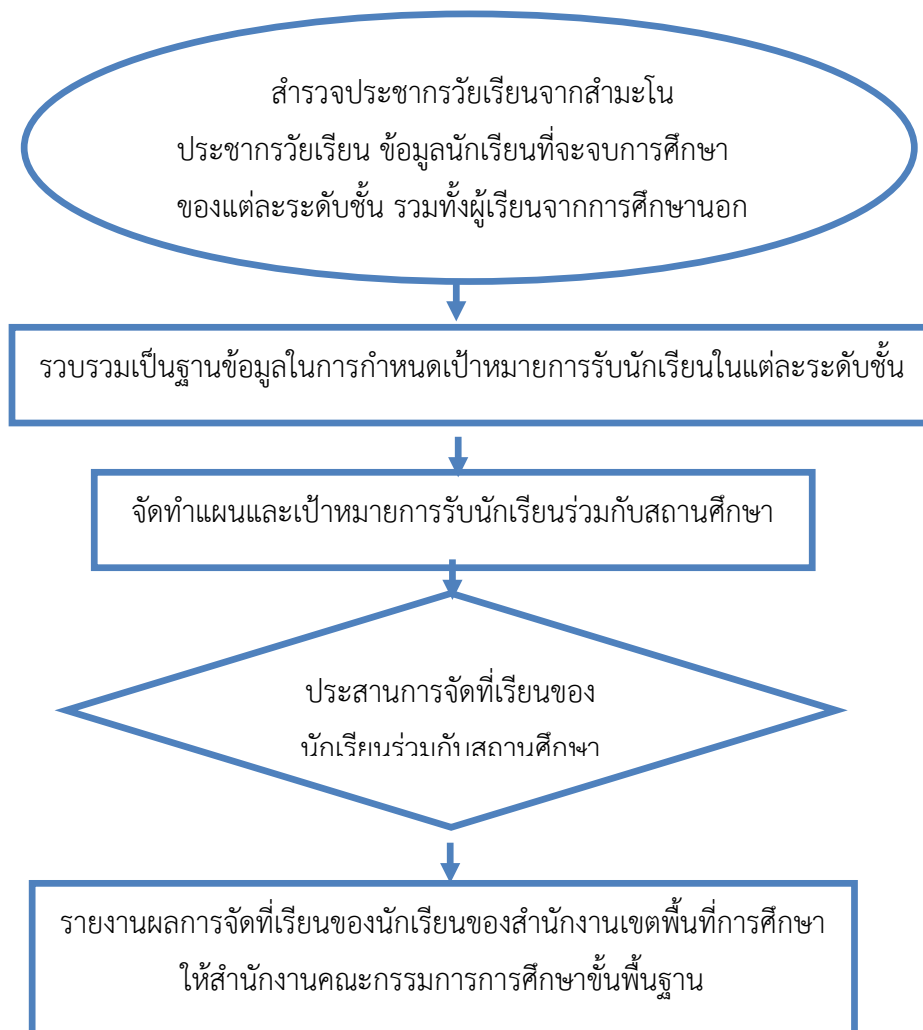 สำรวจประชากรวัยเรียนจากสำมะโน
ประชากรวัยเรียน ข้อมูลนักเรียนที่จะจบการศึกษา
ของแต่ละระดับชั้น รวมทั้งผู้เรียนจากการศึกษานอก
รวบรวมเป็นฐานข้อมูลในการกำหนดเป้าหมายการรับนักเรียนในแต่ละระดับชั้น
จัดทำแผนและเป้าหมายการรับนักเรียนร่วมกับสถานศึกษา
ประสานการจัดที่เรียนของ
นักเรียนร่วมกับสถานศึกษา
รายงานผลการจัดที่เรียนของนักเรียนของสำนักงานเขตพื้นที่การศึกษา
ให้สำนักงานคณะกรรมการการศึกษาขั้นพื้นฐาน